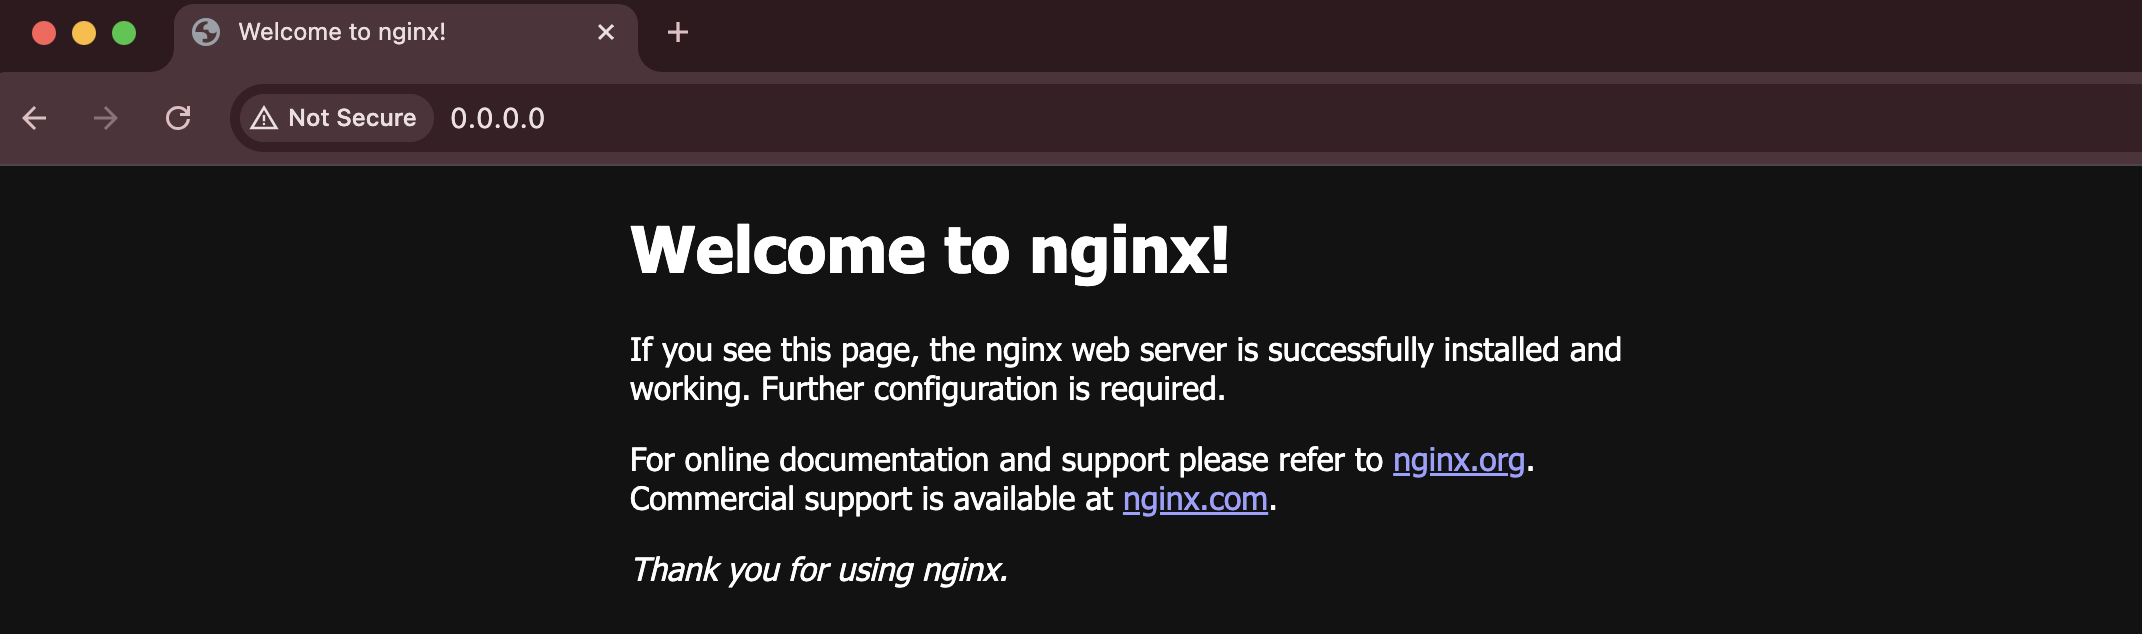 Welcome to nginx!
Not Secure 0.0.0.0
Welcome to nginx!
If you see this page, the nginx web server is successfully installed and
working. Further configuration is required.
For online documentation and support please refer to nginx.org.
Commercial support is available at nginx.com.
Thank you for using nginx.